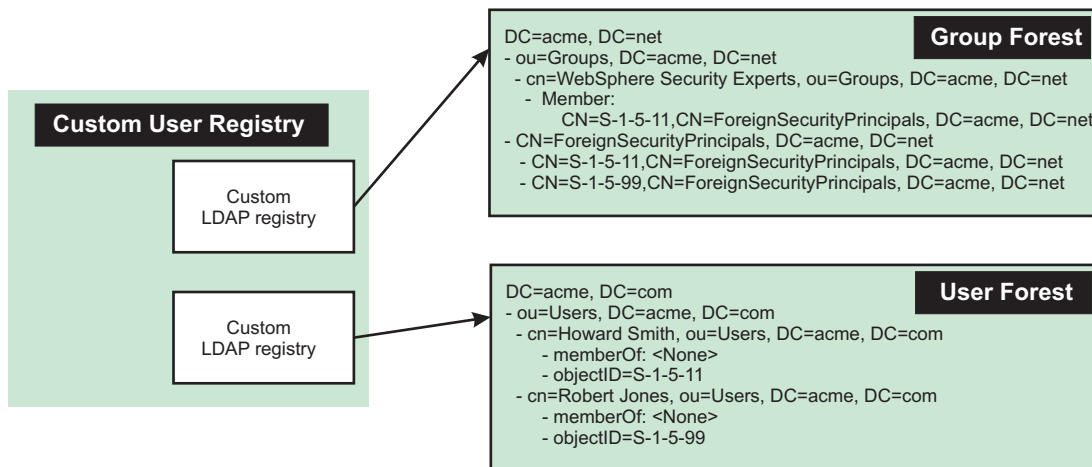 Custom User Registry
Custom
LDAP registry
Custom
LDAP registry
Group Forest
DC=acme, DC=net
- ou=Groups, DC=acme, DC=net
- cn=WebSphere Security Experts, ou=Groups, DC=acme, DC=net
- Member:
CN=S-1-5-11,CN=ForeignSecurityPrincipals, DC=acme, DC=net
- CN=ForeignSecurityPrincipals, DC=acme, DC=net
- CN=S-1-5-11,CN=ForeignSecurityPrincipals, DC=acme, DC=net
- CN=S-1-5-99,CN=ForeignSecurityPrincipals, DC=acme, DC=net
User Forest
DC=acme, DC=com
- ou=Users, DC=acme, DC=com
- cn=Howard Smith, ou=Users, DC=acme, DC=com
- memberOf: <None>
- objectID=S-1-5-11
- cn=Robert Jones, ou=Users, DC=acme, DC=com
- memberOf: <None>
- objectID=S-1-5-99